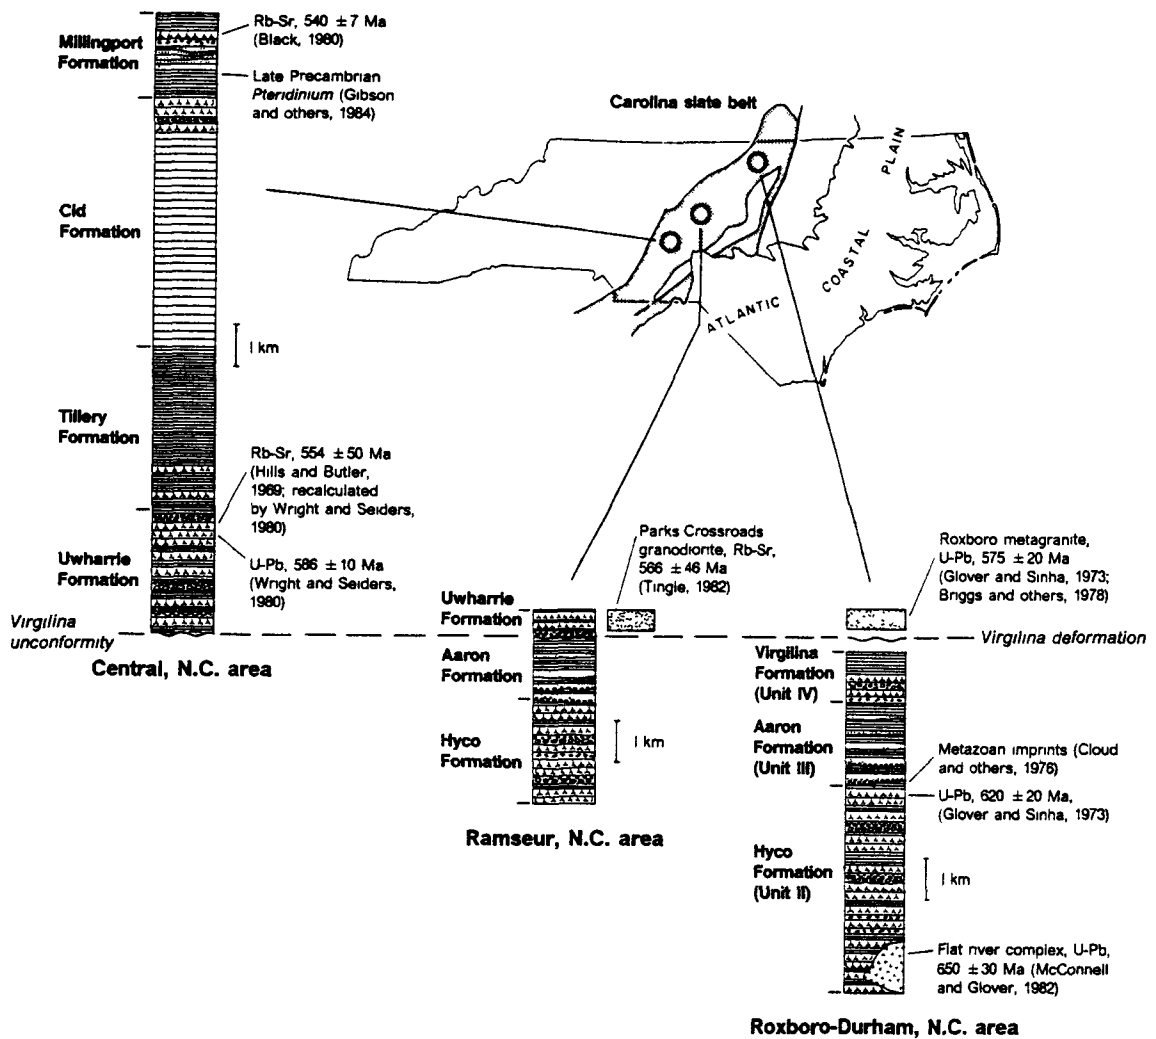 Millingport
Formation
Rb-Sr, 540 ± 7 Ma
(Black, 1980)
Late Precambrian
Pteridinium (Gibson
and others, 1984)
Cid
Formation
1 km
Tillery
Formation
Rb-Sr, 554 ± 50 Ma
(Hills and Butler,
1969; recalculated
by Wright and Seiders,
1980)
Uwharrie
Formation
U-Pb, 586 ± 10 Ma
(Wright and Seiders,
1980)
Virgilina
unconformity
Central, N.C. area
Carolina slate belt
ATLANTIC
COASTAL
PLAIN
Parks Crossroads
granodiorite, Rb-Sr,
566 ± 46 Ma
(Tingle, 1982)
Uwharrie
Formation
Aaron
Formation
Hyco
Formation
1 km
Ramseur, N.C. area
Roxboro metagranite,
U-Pb, 575 ± 20 Ma
(Glover and Sinha, 1973;
Briggs and others, 1978)
Virgilina deformation
Virgilina
Formation
(Unit IV)
Aaron
Formation
(Unit III)
Metazoan imprints (Cloud
and others, 1976)
U-Pb, 620 ± 20 Ma,
(Glover and Sinha, 1973)
Hyco
Formation
(Unit II)
1 km
Flat river complex, U-Pb,
650 ± 30 Ma (McConnell
and Glover, 1982)
Roxboro-Durham, N.C. area